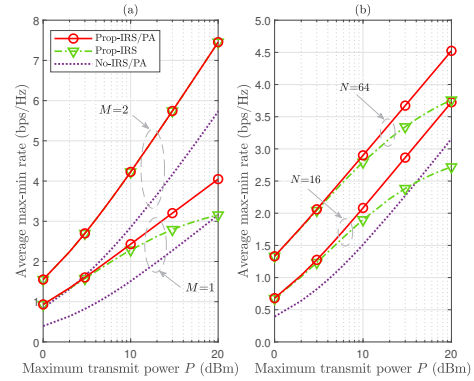 (a)
(b)
Prop-IRS/PA
Prop-IRS
No-IRS/PA
M=2
M=1
8
7
6
5
4
3
2
1
0
0
5
10
15
20
Average max-min rate (bps/Hz)
Maximum transmit power P (dBm)
N=64
N=16
5.0
4.5
4.0
3.5
3.0
2.5
2.0
1.5
1.0
0.5
0.0
0
5
10
15
20
Average max-min rate (bps/Hz)
Maximum transmit power P (dBm)